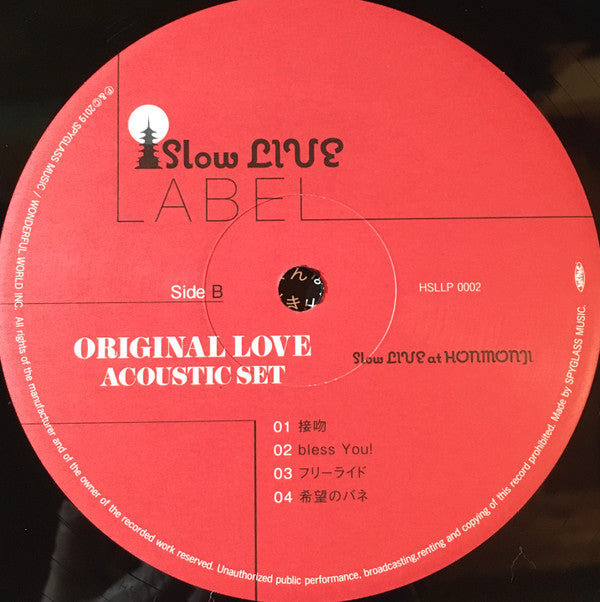 Slow LIVE
LABEL
Side B
HSLLP 0002
ORIGINAL LOVE
ACOUSTIC SET
Slow LIVE at HONMONJI
01 接吻
02 bless You!
03 フリーライド
04 希望のバネ
℗&©2019 SPYGLASS MUSIC / WONDERFUL WORLD INC. All rights of the manufacturer and of the owner of the recorded work reserved. Unauthorized public performance, broadcasting,renting and copying of this record prohibited. Made by SPYGLASS MUSIC.